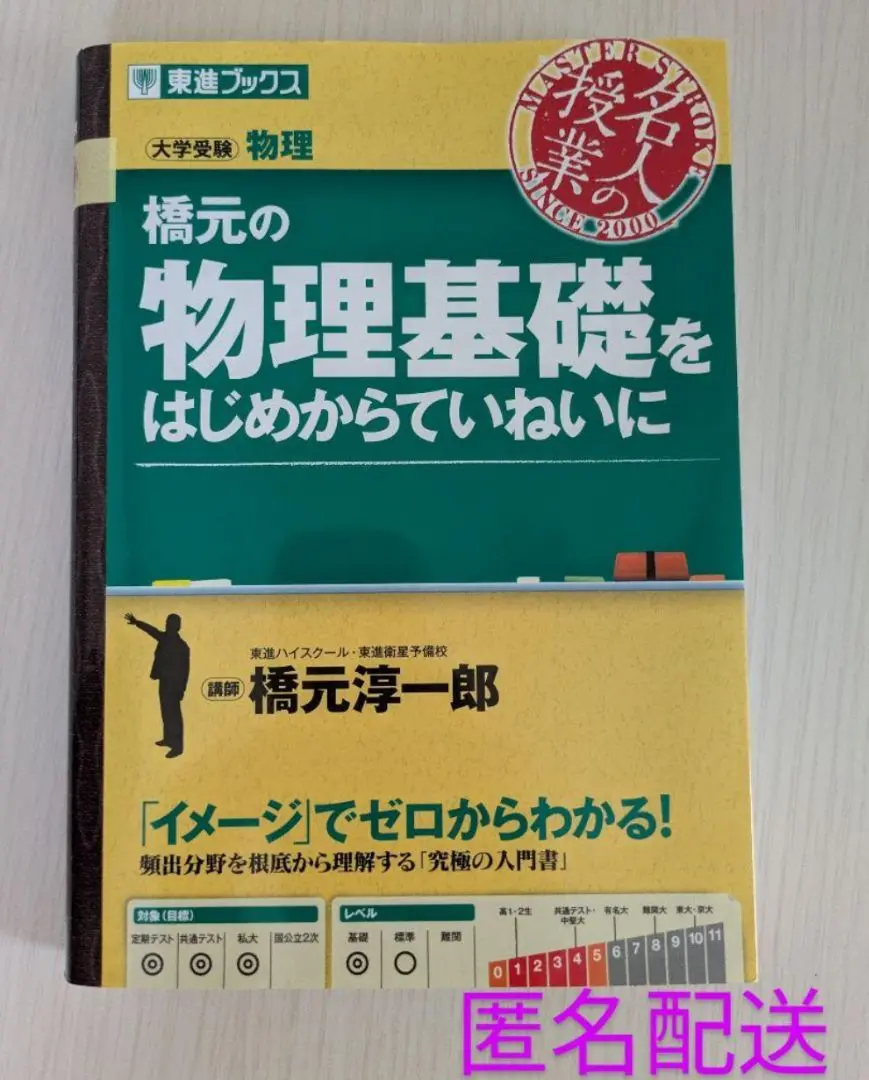 東進ブックス
大学受験 物理
MASTER STROKE
名人の
授業
SINCE 2000
橋元の
物理基礎を
はじめからていねいに
東進ハイスクール・東進衛星予備校
講師 橋元淳一郎
「イメージ」でゼロからわかる!
頻出分野を根底から理解する「究極の入門書」
対象(目標)
定期テスト 共通テスト 私大 国公立2次
◎ ◎ ◎
レベル
基礎 標準 難関
◎ ○
高1・2生 共通テスト・中堅大 有名大 難関大 東大・京大
0 1 2 3 4 5 6 7 8 9 10 11
匿名配送